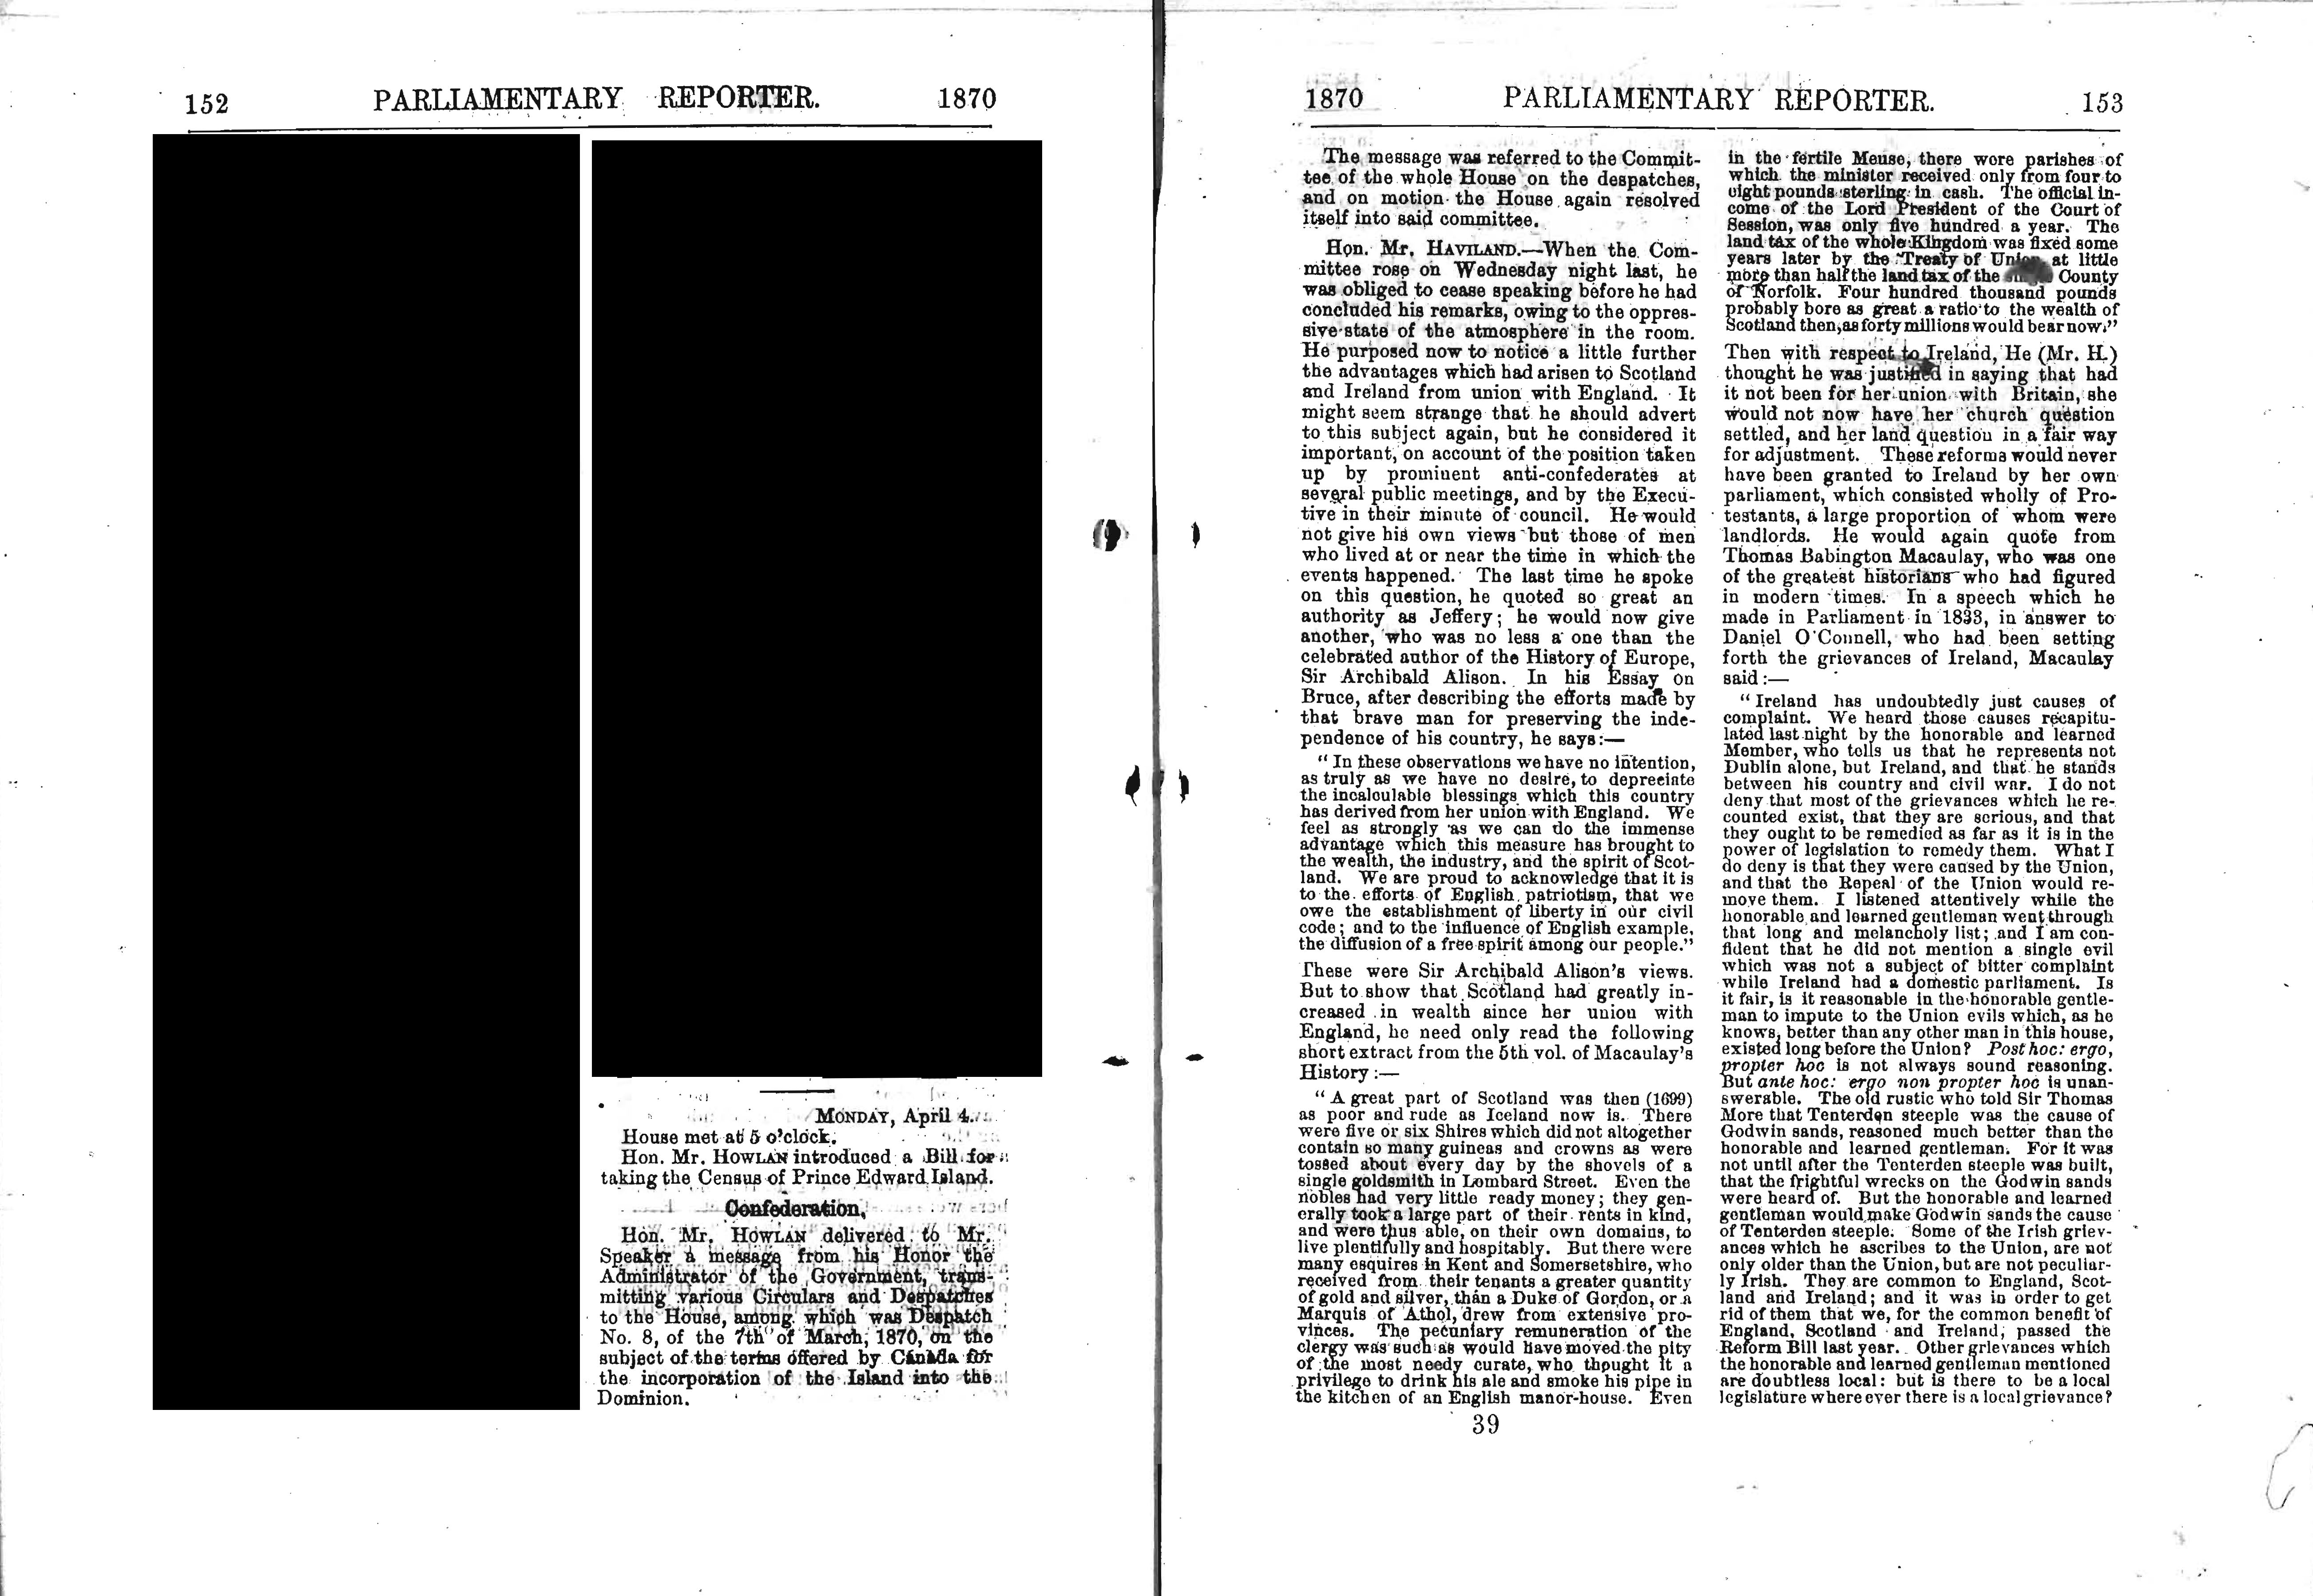 152 PARLIAMENTARY REPORTER. 1870
MONDAY, April 4.
House met at 5 o'clock.
Hon. Mr. HOWLAN introduced a Bill for
taking the Census of Prince Edward Island.
Confederation.
Hon. Mr. HOWLAN delivered to Mr.
Speaker a message from his Honor the
Administrator of the Government, trans-
mitting various Circulars and Despatches
to the House, among which was Despatch
No. 8, of the 7th of March, 1870, on the
subject of the terms offered by Canada for
the incorporation of the Island into the
Dominion.
1870 PARLIAMENTARY REPORTER. 153
The message was referred to the Commit-
tee of the whole House on the despatches,
and on motion the House again resolved
itself into said committee.
Hon. Mr. HAVILAND.—When the Com-
mittee rose on Wednesday night last, he
was obliged to cease speaking before he had
concluded his remarks, owing to the oppres-
sive state of the atmosphere in the room.
He purposed now to notice a little further
the advantages which had arisen to Scotland
and Ireland from union with England. It
might seem strange that he should advert
to this subject again, but he considered it
important, on account of the position taken
up by prominent anti-confederates at
several public meetings, and by the Execu-
tive in their minute of council. He would
not give his own views but those of men
who lived at or near the time in which the
events happened. The last time he spoke
on this question, he quoted so great an
authority as Jeffery; he would now give
another, who was no less a one than the
celebrated author of the History of Europe,
Sir Archibald Alison. In his Essay on
Bruce, after describing the efforts made by
that brave man for preserving the inde-
pendence of his country, he says:—
"In these observations we have no intention,
as truly as we have no desire, to depreciate
the incalculable blessings which this country
has derived from her union with England. We
feel as strongly as we can do the immense
advantage which this measure has brought to
the wealth, the industry, and the spirit of Scot-
land. We are proud to acknowledge that it is
to the efforts of English patriotism, that we
owe the establishment of liberty in our civil
code; and to the influence of English example,
the diffusion of a free spirit among our people."
These were Sir Archibald Alison's views.
But to show that Scotland had greatly in-
creased in wealth since her union with
England, he need only read the following
short extract from the 5th vol. of Macaulay's
History:—
"A great part of Scotland was then (1699)
as poor and rude as Iceland now is. There
were five or six Shires which did not altogether
contain so many guineas and crowns as were
tossed about every day by the shovels of a
single goldsmith in Lombard Street. Even the
nobles had very little ready money; they gen-
erally took a large part of their rents in kind,
and were thus able, on their own domains, to
live plentifully and hospitably. But there were
many esquires in Kent and Somersetshire, who
received from their tenants a greater quantity
of gold and silver, than a Duke of Gordon, or a
Marquis of Athol, drew from extensive pro-
vinces. The pecuniary remuneration of the
clergy was such as would have moved the pity
of the most needy curate, who thought it a
privilege to drink his ale and smoke his pipe in
the kitchen of an English manor-house. Even
39
in the fertile Meuse, there were parishes of
which the minister received only from four to
eight pounds sterling in cash. The official in-
come of the Lord President of the Court of
Session, was only five hundred a year. The
land tax of the whole Kingdom was fixed some
years later by the Treaty of Union at little
more than half the land tax of the County
of Norfolk. Four hundred thousand pounds
probably bore as great a ratio to the wealth of
Scotland then, as forty millions would bear now."
Then with respect to Ireland, He (Mr. H.)
thought he was justified in saying that had
it not been for her union with Britain, she
would not now have her church question
settled, and her land question in a fair way
for adjustment. These reforms would never
have been granted to Ireland by her own
parliament, which consisted wholly of Pro-
testants, a large proportion of whom were
landlords. He would again quote from
Thomas Babington Macaulay, who was one
of the greatest historians who had figured
in modern times. In a speech which he
made in Parliament in 1833, in answer to
Daniel O'Connell, who had been setting
forth the grievances of Ireland, Macaulay
said:—
"Ireland has undoubtedly just causes of
complaint. We heard those causes recapitu-
lated last night by the honorable and learned
Member, who tells us that he represents not
Dublin alone, but Ireland, and that he stands
between his country and civil war. I do not
deny that most of the grievances which he re-
counted exist, that they are serious, and that
they ought to be remedied as far as it is in the
power of legislation to remedy them. What I
do deny is that they were caused by the Union,
and that the Repeal of the Union would re-
move them. I listened attentively while the
honorable and learned gentleman went through
that long and melancholy list; and I am con-
fident that he did not mention a single evil
which was not a subject of bitter complaint
while Ireland had a domestic parliament. Is
it fair, is it reasonable in the honorable gentle-
man to impute to the Union evils which, as he
knows, better than any other man in this house,
existed long before the Union? Post hoc: ergo,
propter hoc is not always sound reasoning.
But ante hoc: ergo non propter hoc is unan-
swerable. The old rustic who told Sir Thomas
More that Tenterden steeple was the cause of
Godwin sands, reasoned much better than the
honorable and learned gentleman. For it was
not until after the Tenterden steeple was built,
that the frightful wrecks on the Godwin sands
were heard of. But the honorable and learned
gentleman would make Godwin sands the cause
of Tenterden steeple. Some of the Irish griev-
ances which he ascribes to the Union, are not
only older than the Union, but are not peculiar-
ly Irish. They are common to England, Scot-
land and Ireland; and it was in order to get
rid of them that we, for the common benefit of
England, Scotland and Ireland, passed the
Reform Bill last year. Other grievances which
the honorable and learned gentleman mentioned
are doubtless local: but is there to be a local
legislature where ever there is a local grievance?